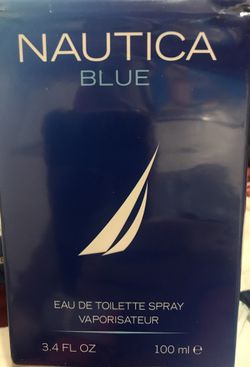 NAUTICA
BLUE
EAU DE TOILETTE SPRAY
VAPORISATEUR
3.4 FL OZ 100 ml ℮